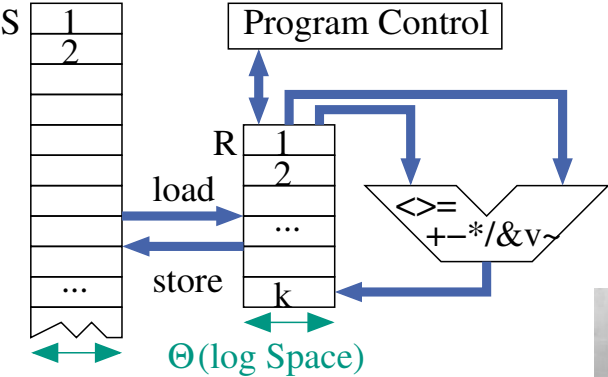 S
1
2
...
Program Control
R
1
2
...
k
load
store
<>=
+−*/&v~
Θ(log Space)